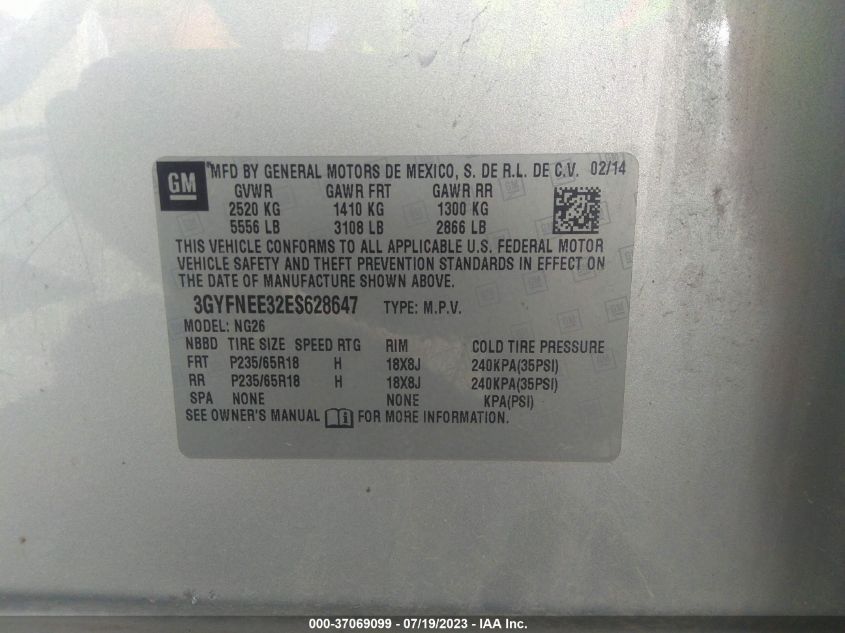 GM "MFD BY GENERAL MOTORS DE MEXICO, S. DE R.L. DE C.V. 02/14
GVWR GAWR FRT GAWR RR
2520 KG 1410 KG 1300 KG
5556 LB 3108 LB 2866 LB
THIS VEHICLE CONFORMS TO ALL APPLICABLE U.S. FEDERAL MOTOR
VEHICLE SAFETY AND THEFT PREVENTION STANDARDS IN EFFECT ON
THE DATE OF MANUFACTURE SHOWN ABOVE.
3GYFNEE32ES628647 TYPE: M.P.V.
MODEL: NG26
NBBD TIRE SIZE SPEED RTG RIM COLD TIRE PRESSURE
FRT P235/65R18 H 18X8J 240KPA(35PSI)
RR P235/65R18 H 18X8J 240KPA(35PSI)
SPA NONE NONE KPA(PSI)
SEE OWNER'S MANUAL FOR MORE INFORMATION.
000-37069099 - 07/19/2023 - IAA Inc.